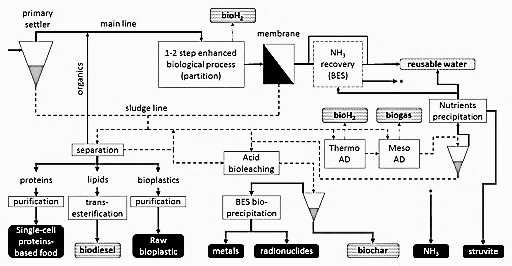 primary
settler
main line
bioH2
1-2 step enhanced
biological process
(partition)
membrane
NH3
recovery
(BES)
reusable water
organics
sludge line
bioH2
biogas
Nutrients
precipitation
separation
Acid
bioleaching
Thermo
AD
Meso
AD
proteins
lipids
bioplastics
purification
trans-
esterification
purification
BES bio-
precipitation
Single-cell
proteins-
based food
biodiesel
Raw
bioplastic
metals
radionuclides
biochar
NH3
struvite